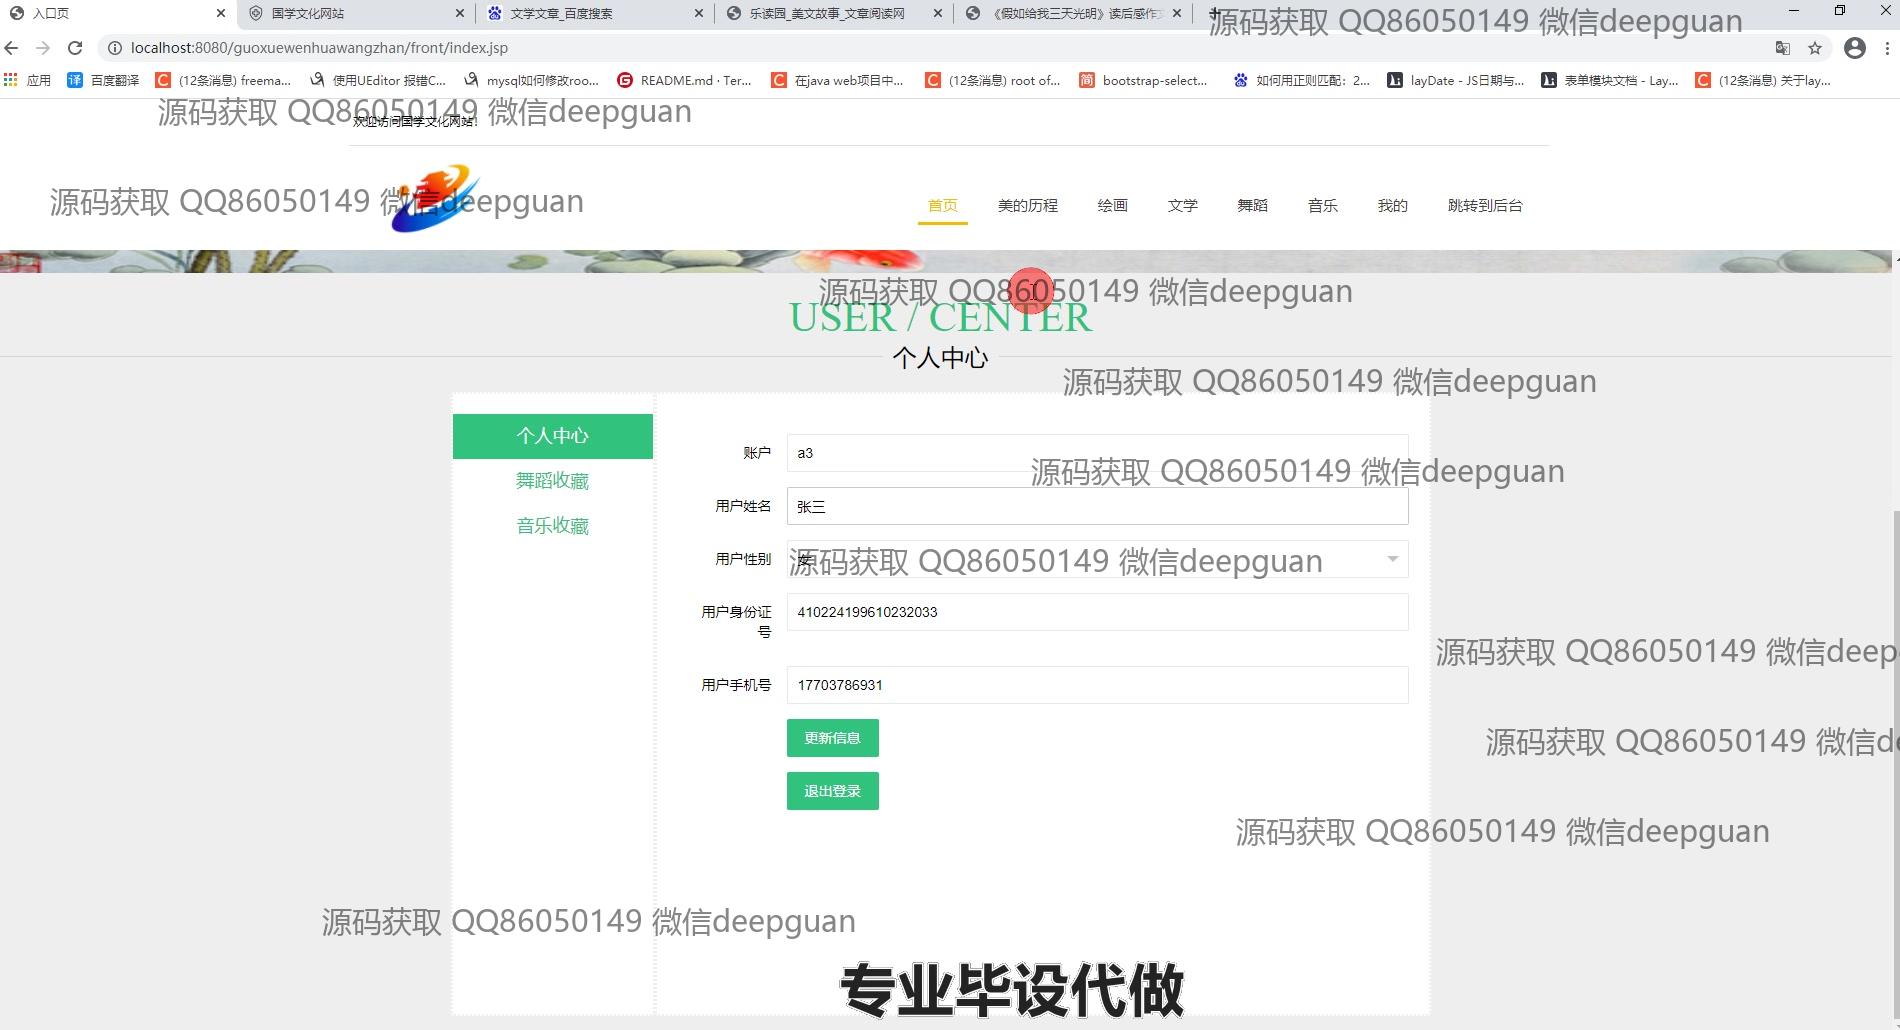 入口页
国学文化网站
文学文章_百度搜索
乐读网_美文故事_文章阅读网
《假如给我三天光明》读后感作文
源码获取 QQ86050149 微信deepguan
localhost:8080/guoxuewenhuawangzhan/front/index.jsp
应用
译 百度翻译
C (12条消息) freema...
使用UEditor 报错C...
mysql如何修改roo...
G README.md · Ter...
C 在java web项目中...
C (12条消息) root of...
简 bootstrap-select...
如何用正则匹配：2...
layDate - JS日期与...
表单模块文档 - Lay...
C (12条消息) 关于lay...
源码获取 QQ86050149 微信deepguan
欢迎访问国学文化网站！
源码获取 QQ86050149 微信deepguan
首页 美的历程 绘画 文学 舞蹈 音乐 我的 跳转到后台
源码获取 QQ86050149 微信deepguan
USER / CENTER
个人中心
源码获取 QQ86050149 微信deepguan
个人中心
舞蹈收藏
音乐收藏
账户 a3
源码获取 QQ86050149 微信deepguan
用户姓名 张三
用户性别
源码获取 QQ86050149 微信deepguan
用户身份证
号
410224199610232033
源码获取 QQ86050149 微信deep
用户手机号 17703786931
更新信息
源码获取 QQ86050149 微信d
退出登录
源码获取 QQ86050149 微信deepguan
源码获取 QQ86050149 微信deepguan
专业毕设代做